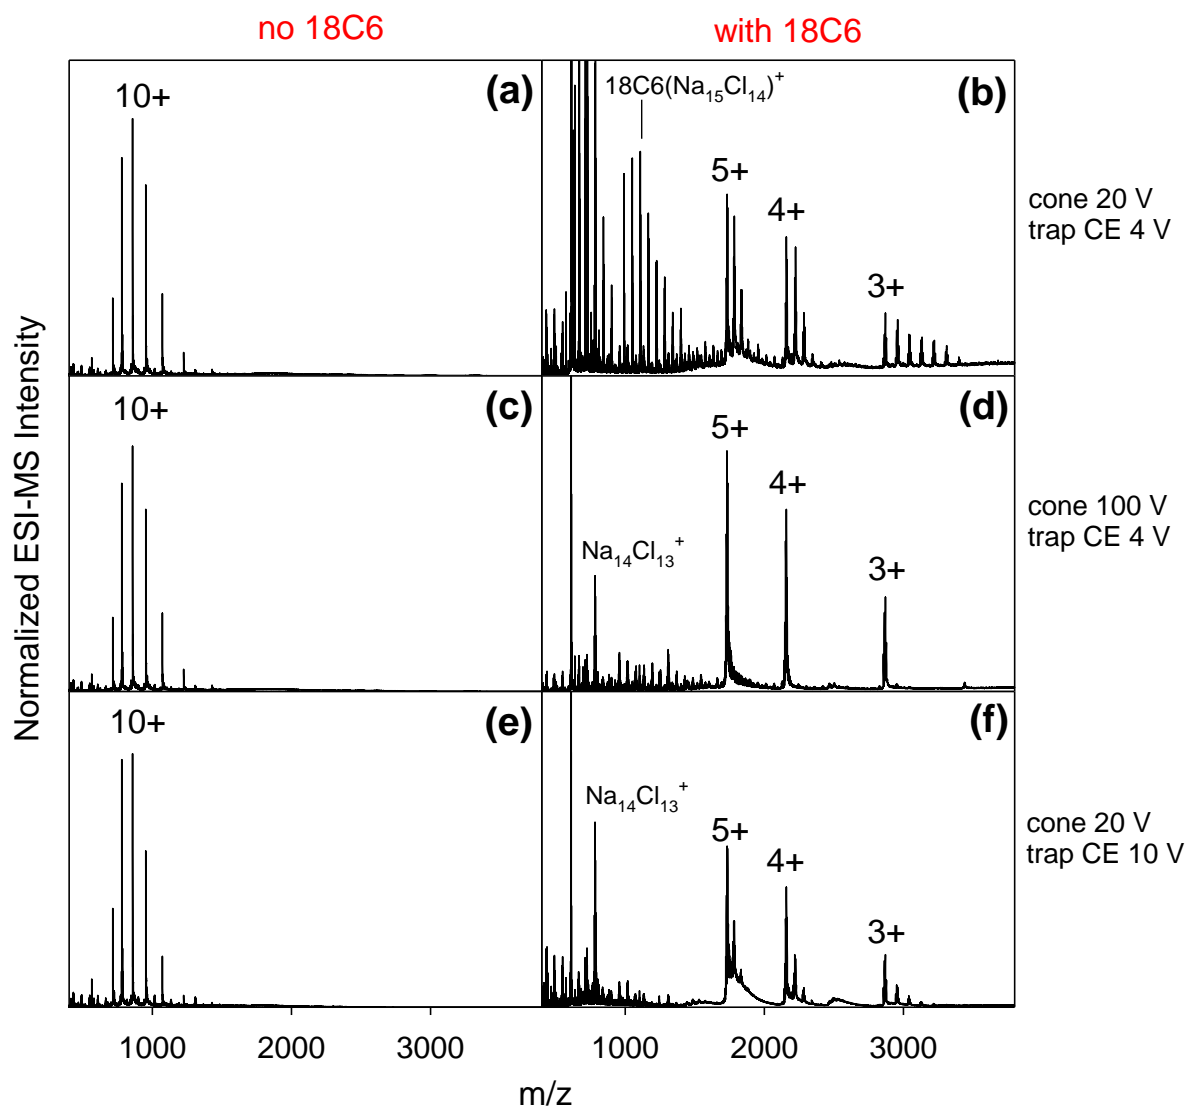 no 18C6
with 18C6
10+
(a)
18C6(Na₁₅Cl₁₄)⁺
(b)
5+
4+
3+
cone 20 V
trap CE 4 V
10+
(c)
(d)
5+
4+
Na₁₄Cl₁₃⁺
3+
cone 100 V
trap CE 4 V
10+
(e)
(f)
Na₁₄Cl₁₃⁺
5+
4+
3+
cone 20 V
trap CE 10 V
Normalized ESI-MS Intensity
1000
2000
3000
1000
2000
3000
m/z